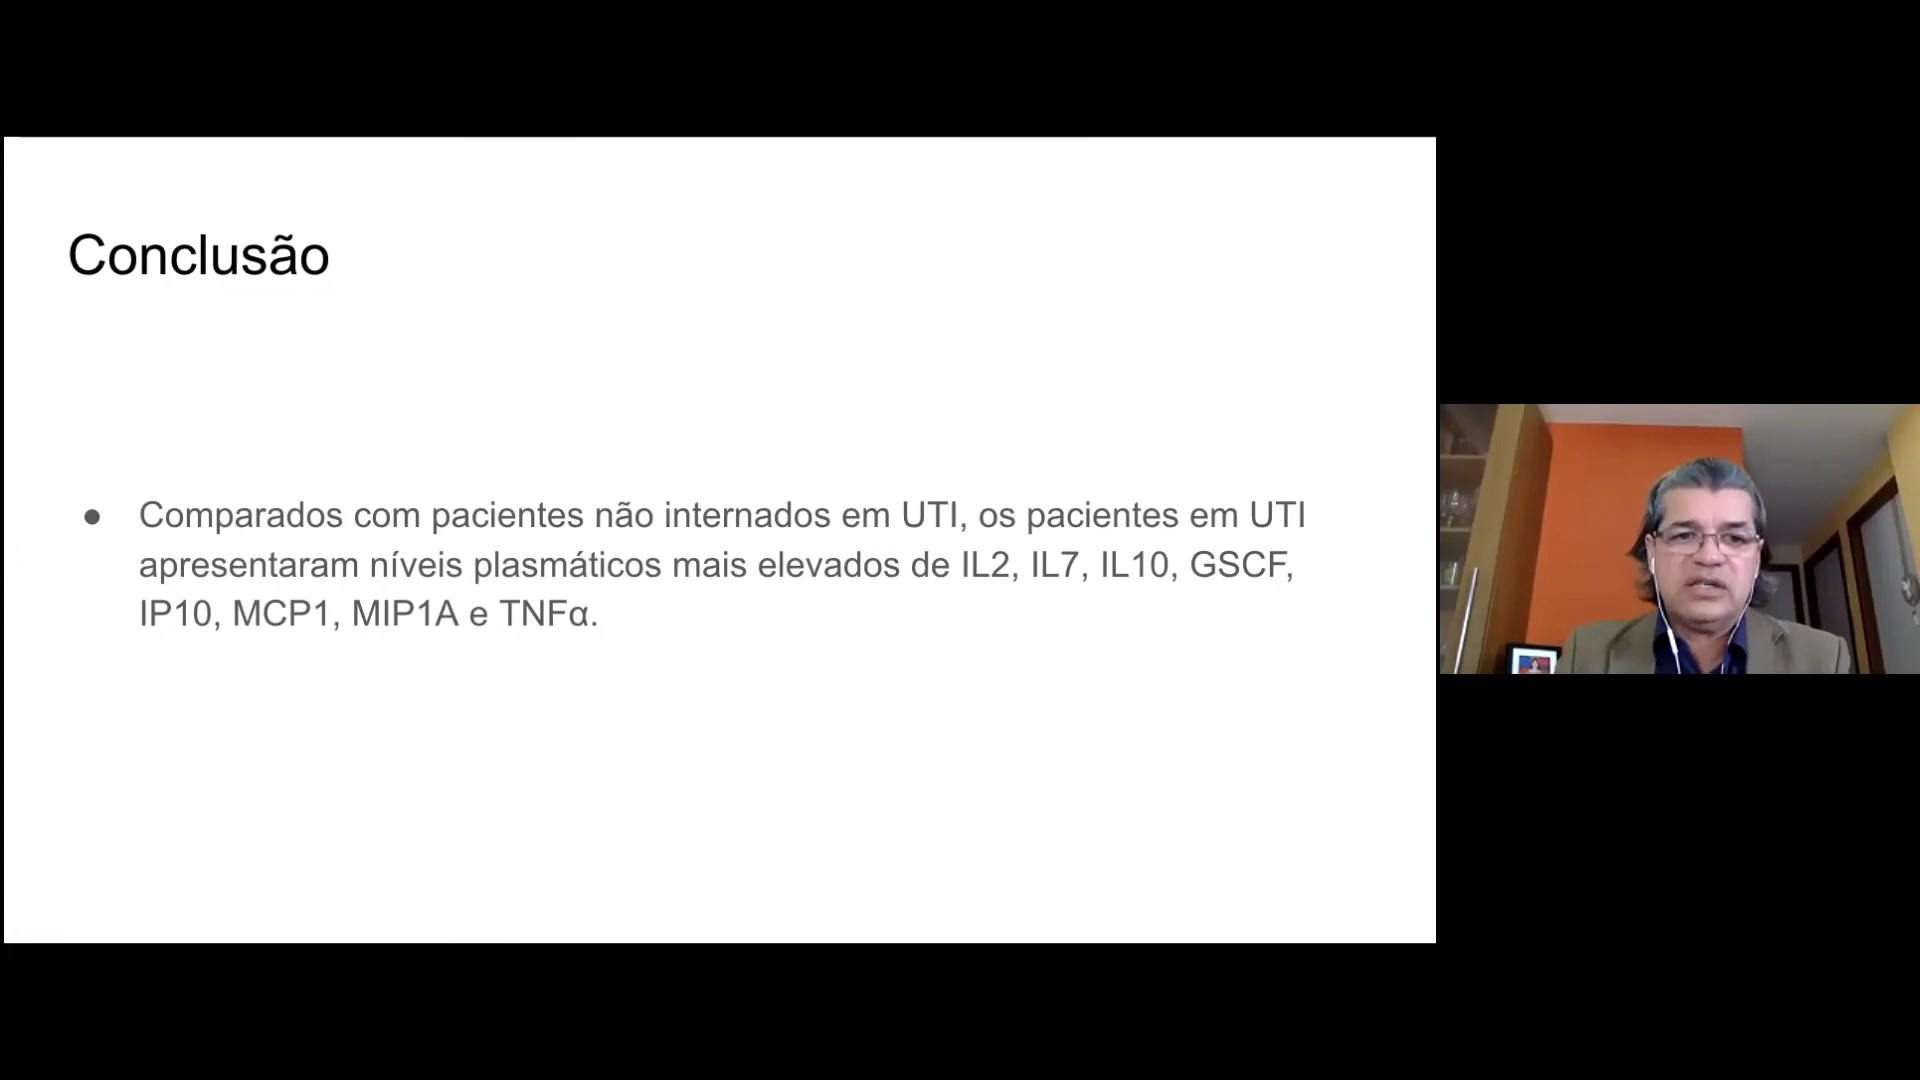 Conclusão
● Comparados com pacientes não internados em UTI, os pacientes em UTI
apresentaram níveis plasmáticos mais elevados de IL2, IL7, IL10, GSCF,
IP10, MCP1, MIP1A e TNFα.